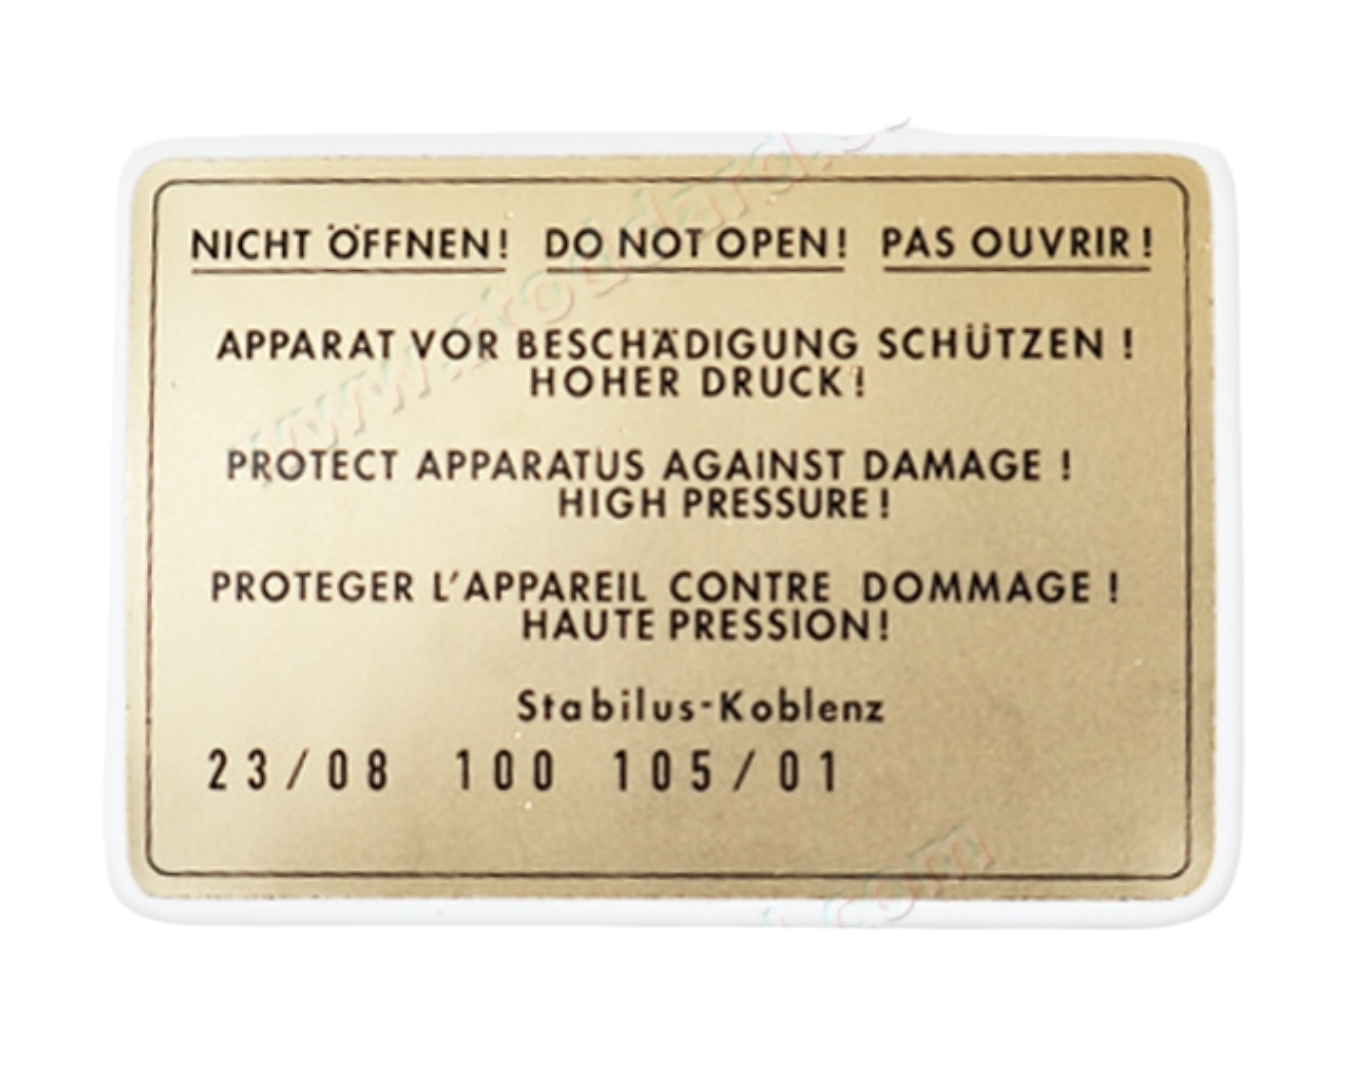 NICHT ÖFFNEN! DO NOT OPEN! PAS OUVRIR!
APPARAT VOR BESCHÄDIGUNG SCHÜTZEN !
HOHER DRUCK!
PROTECT APPARATUS AGAINST DAMAGE !
HIGH PRESSURE!
PROTEGER L'APPAREIL CONTRE DOMMAGE !
HAUTE PRESSION!
Stabilus-Koblenz
23/08 100 105/01